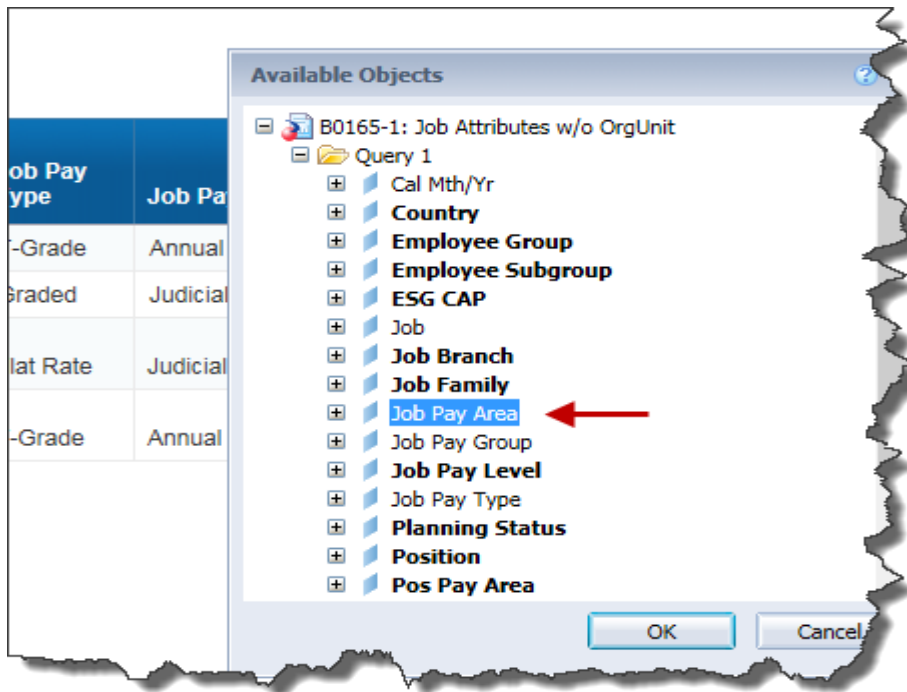 Available Objects
?
B0165-1: Job Attributes w/o OrgUnit
Query 1
Cal Mth/Yr
Country
Employee Group
Employee Subgroup
ESG CAP
Job
Job Branch
Job Family
Job Pay Area
Job Pay Group
Job Pay Level
Job Pay Type
Planning Status
Position
Pos Pay Area
OK Cancel
ob Pay
ype Job Pa
-Grade Annual
Graded Judicial
lat Rate Judicial
-Grade Annual